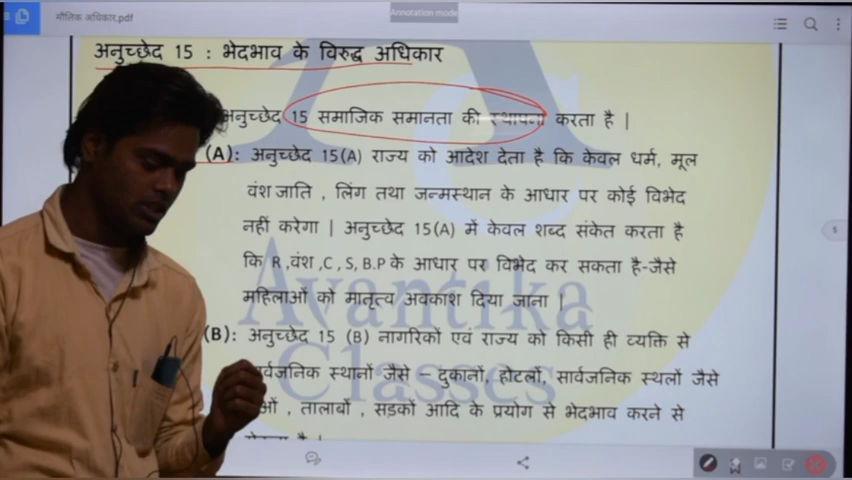 मौलिक अधिकार.pdf
Annotation mode
अनुच्छेद 15 : भेदभाव के विरुद्ध अधिकार
अनुच्छेद 15 समाजिक समानता की स्थापना करता है |
(A): अनुच्छेद 15(A) राज्य को आदेश देता है कि केवल धर्म, मूल
वंश जाति , लिंग तथा जन्मस्थान के आधार पर कोई विभेद
नहीं करेगा | अनुच्छेद 15(A) में केवल शब्द संकेत करता है
कि R ,वंश ,C , S, B.P के आधार पर विभेद कर सकता है-जैसे
महिलाओं को मातृत्व अवकाश दिया जाना |
(B): अनुच्छेद 15 (B) नागरिकों एवं राज्य को किसी ही व्यक्ति से
स्थानों जैसे – दुकानों, होटलों, सार्वजनिक स्थलों जैसे
, तालाबों , सड़कों आदि के प्रयोग से भेदभाव करने से
Avantika
Classes
5